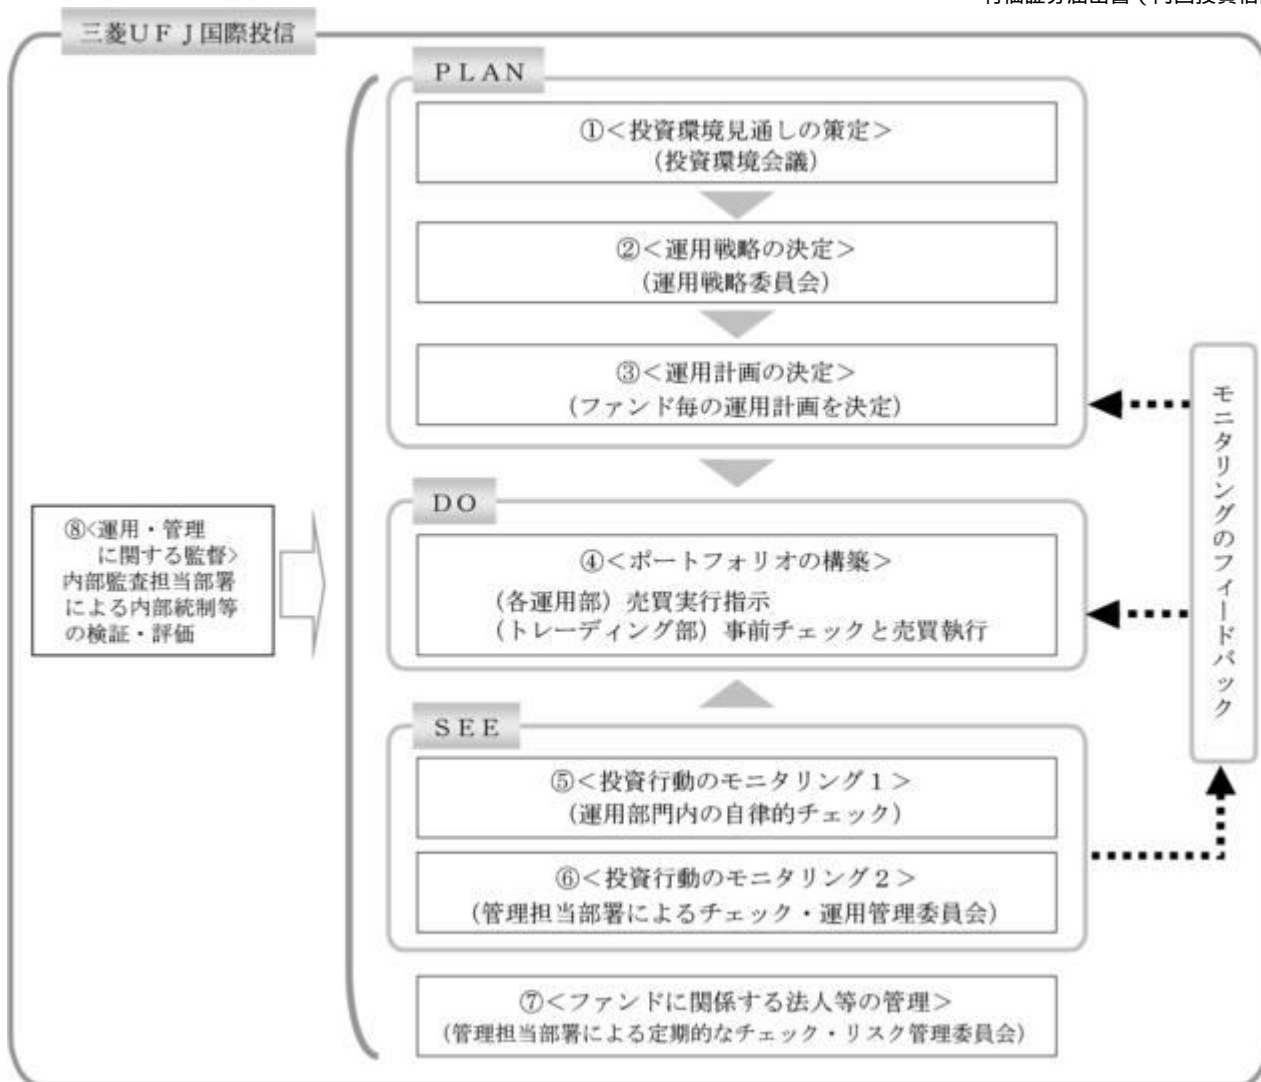 三菱UFJ国際投信
PLAN
①＜投資環境見通しの策定＞
（投資環境会議）
②＜運用戦略の決定＞
（運用戦略委員会）
③＜運用計画の決定＞
（ファンド毎の運用計画を決定）
DO
④＜ポートフォリオの構築＞
（各運用部）売買実行指示
（トレーディング部）事前チェックと売買執行
SEE
⑤＜投資行動のモニタリング１＞
（運用部門内の自律的チェック）
⑥＜投資行動のモニタリング２＞
（管理担当部署によるチェック・運用管理委員会）
⑦＜ファンドに関係する法人等の管理＞
（管理担当部署による定期的なチェック・リスク管理委員会）
⑧＜運用・管理
に関する監督＞
内部監査担当部署
による内部統制等
の検証・評価
モニタリングのフィードバック